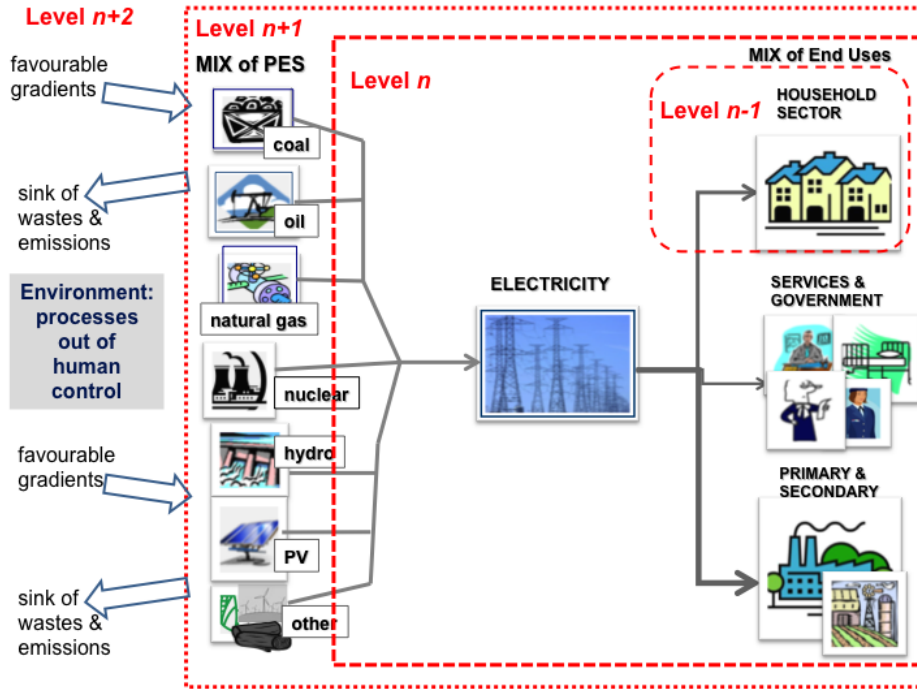 Level n+2
favourable
gradients
sink of
wastes &
emissions
Environment:
processes
out of
human
control
favourable
gradients
sink of
wastes &
emissions
Level n+1
MIX of PES
coal
oil
natural gas
nuclear
hydro
PV
other
Level n
ELECTRICITY
MIX of End Uses
Level n-1
HOUSEHOLD
SECTOR
SERVICES &
GOVERNMENT
PRIMARY &
SECONDARY